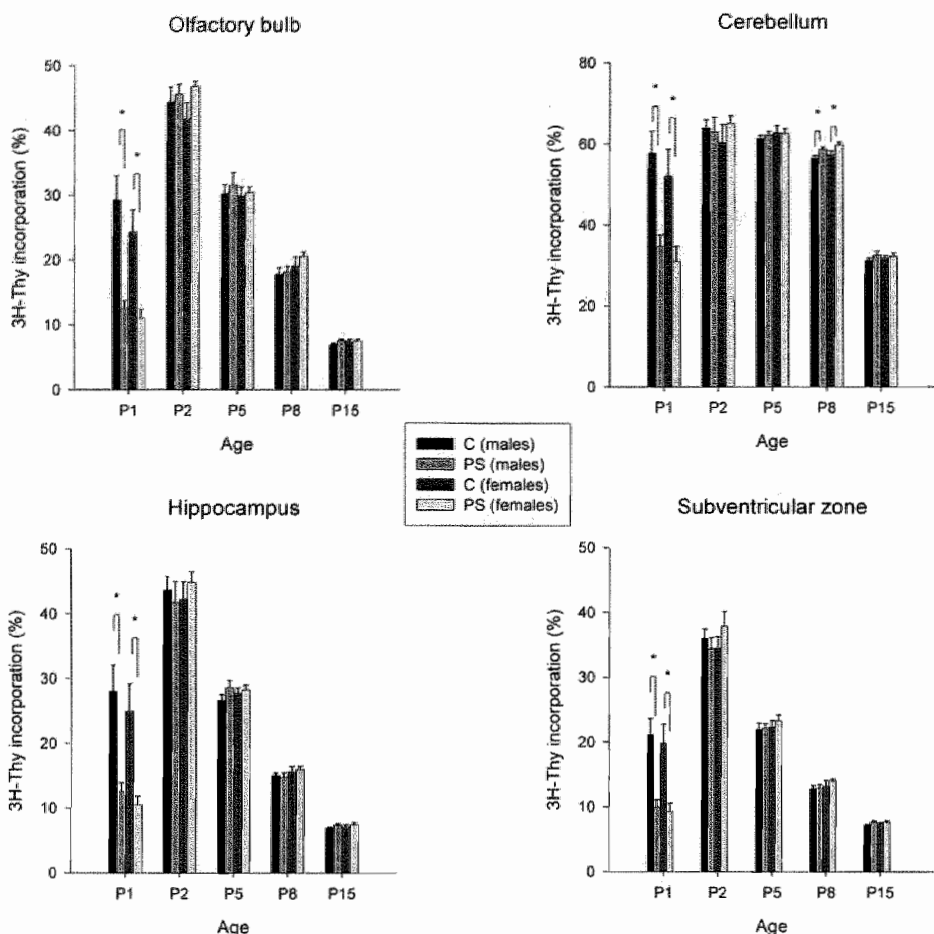 Olfactory bulb
3H-Thy incorporation (%)
50
40
30
20
10
0
* *
P1 P2 P5 P8 P15
Age
Cerebellum
3H-Thy incorporation (%)
80
60
40
20
0
* * * *
P1 P2 P5 P8 P15
Age
C (males)
PS (males)
C (females)
PS (females)
Hippocampus
3H-Thy incorporation (%)
50
40
30
20
10
0
* *
P1 P2 P5 P8 P15
Age
Subventricular zone
3H-Thy incorporation (%)
50
40
30
20
10
0
* *
P1 P2 P5 P8 P15
Age